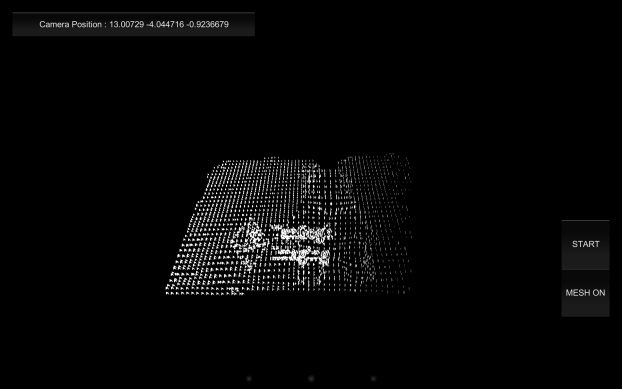 Camera Position : 13.00729 -4.044716 -0.9236679
START
MESH ON